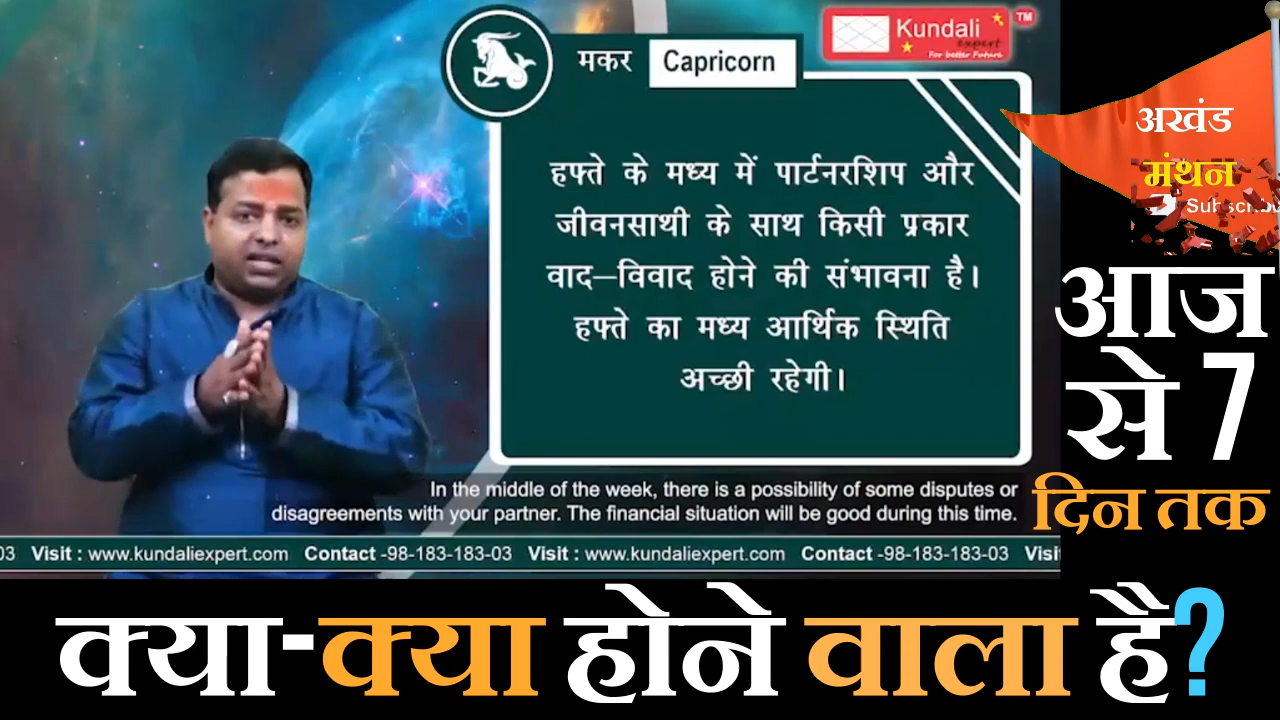 मकर Capricorn
Kundali
expert
For better Future
TM
हफ्ते के मध्य में पार्टनरशिप और
जीवनसाथी के साथ किसी प्रकार
वाद–विवाद होने की संभावना है।
हफ्ते का मध्य आर्थिक स्थिति
अच्छी रहेगी।
In the middle of the week, there is a possibility of some disputes or
disagreements with your partner. The financial situation will be good during this time.
03 Visit : www.kundaliexpert.com Contact -98-183-183-03 Visit : www.kundaliexpert.com Contact -98-183-183-03 Visi
अखंड
मंथन
आज
से 7
दिन तक
क्या-क्या होने वाला है?